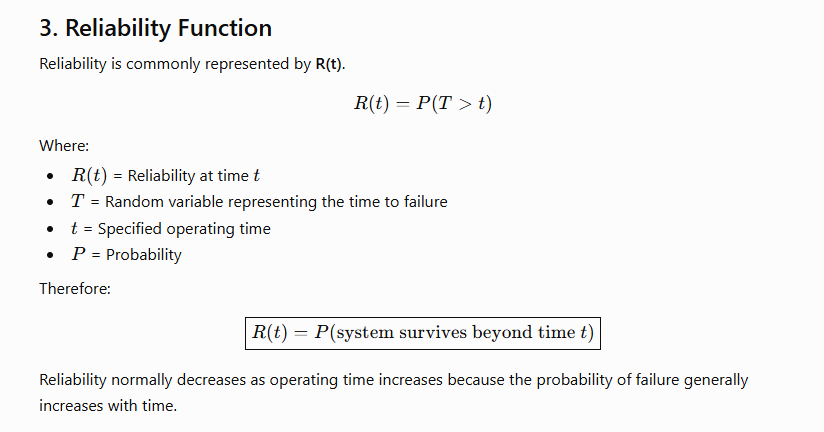 3. Reliability Function
Reliability is commonly represented by R(t).
R(t) = P(T > t)
Where:
• R(t) = Reliability at time t
• T = Random variable representing the time to failure
• t = Specified operating time
• P = Probability
Therefore:
R(t) = P(system survives beyond time t)
Reliability normally decreases as operating time increases because the probability of failure generally
increases with time.